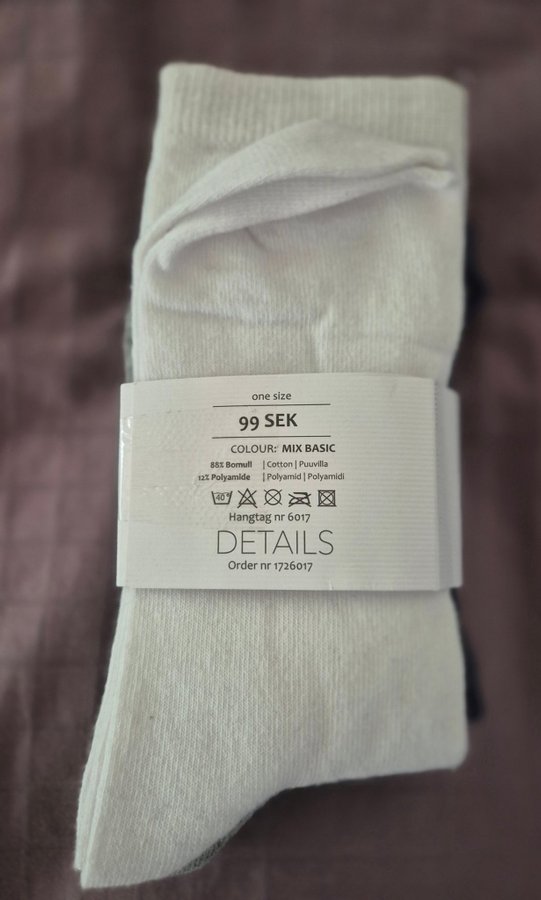 one size
99 SEK
COLOUR: MIX BASIC
88% Bomull | Cotton | Puuvilla
12% Polyamide | Polyamid | Polyamidi
40°
Hangtag nr 6017
DETAILS
Order nr 1726017